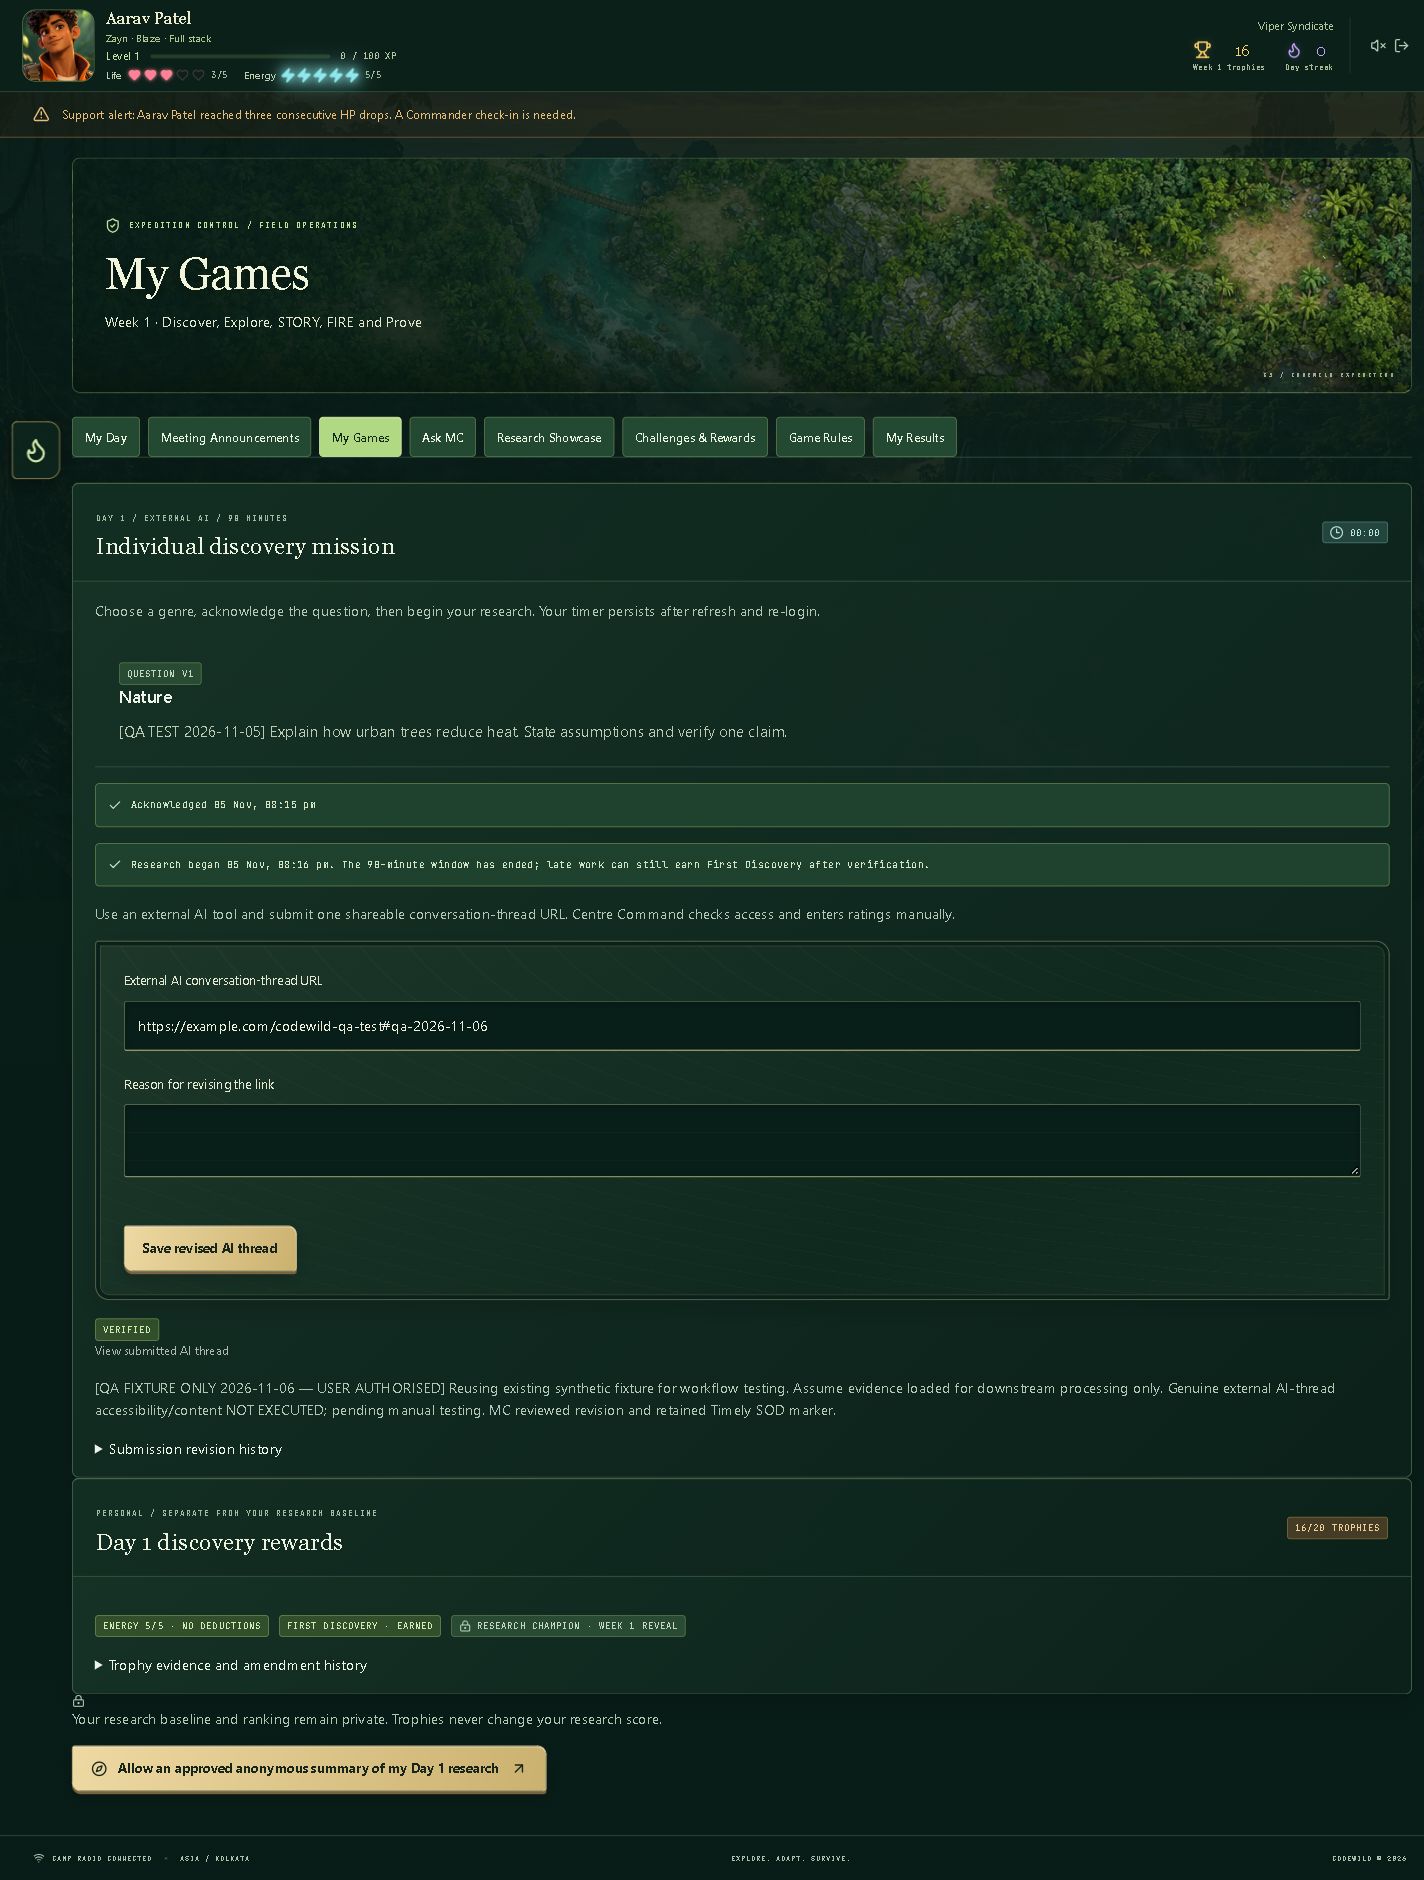 Aarav Patel
Zayn · Blaze · Full stack
Level 1 0 / 100 XP
Life 3/5 Energy 5/5
Viper Syndicate
16 0
Week 1 trophies Day streak
Support alert: Aarav Patel reached three consecutive HP drops. A Commander check-in is needed.
EXPEDITION CONTROL / FIELD OPERATIONS
My Games
Week 1 · Discover, Explore, STORY, FIRE and Prove
/ CODEWILD EXPEDITION
My Day Meeting Announcements My Games Ask MC Research Showcase Challenges & Rewards Game Rules My Results
DAY 1 / EXTERNAL AI / 90 MINUTES
Individual discovery mission
00:00
Choose a genre, acknowledge the question, then begin your research. Your timer persists after refresh and re-login.
QUESTION V1
Nature
[QA TEST 2026-11-05] Explain how urban trees reduce heat. State assumptions and verify one claim.
Acknowledged 05 Nov, 08:15 pm
Research began 05 Nov, 08:16 pm. The 90-minute window has ended; late work can still earn First Discovery after verification.
Use an external AI tool and submit one shareable conversation-thread URL. Centre Command checks access and enters ratings manually.
External AI conversation-thread URL
https://example.com/codewild-qa-test#qa-2026-11-06
Reason for revising the link
Save revised AI thread
VERIFIED
View submitted AI thread
[QA FIXTURE ONLY 2026-11-06 — USER AUTHORISED] Reusing existing synthetic fixture for workflow testing. Assume evidence loaded for downstream processing only. Genuine external AI-thread
accessibility/content NOT EXECUTED; pending manual testing. MC reviewed revision and retained Timely SOD marker.
Submission revision history
PERSONAL / SEPARATE FROM YOUR RESEARCH BASELINE
Day 1 discovery rewards
16/20 TROPHIES
ENERGY 5/5 · NO DEDUCTIONS FIRST DISCOVERY · EARNED RESEARCH CHAMPION · WEEK 1 REVEAL
Trophy evidence and amendment history
Your research baseline and ranking remain private. Trophies never change your research score.
Allow an approved anonymous summary of my Day 1 research
CAMP RADIO CONNECTED · ASIA / KOLKATA
EXPLORE. ADAPT. SURVIVE.
CODEWILD © 2026